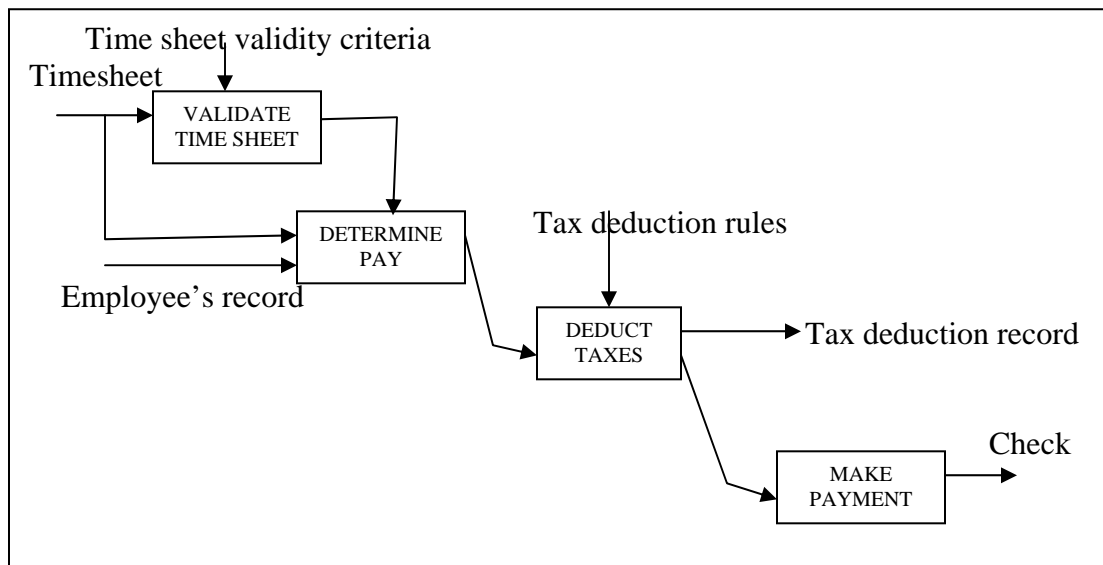 Time sheet validity criteria
Timesheet
VALIDATE
TIME SHEET
DETERMINE
PAY
Tax deduction rules
Employee’s record
DEDUCT
TAXES
Tax deduction record
Check
MAKE
PAYMENT